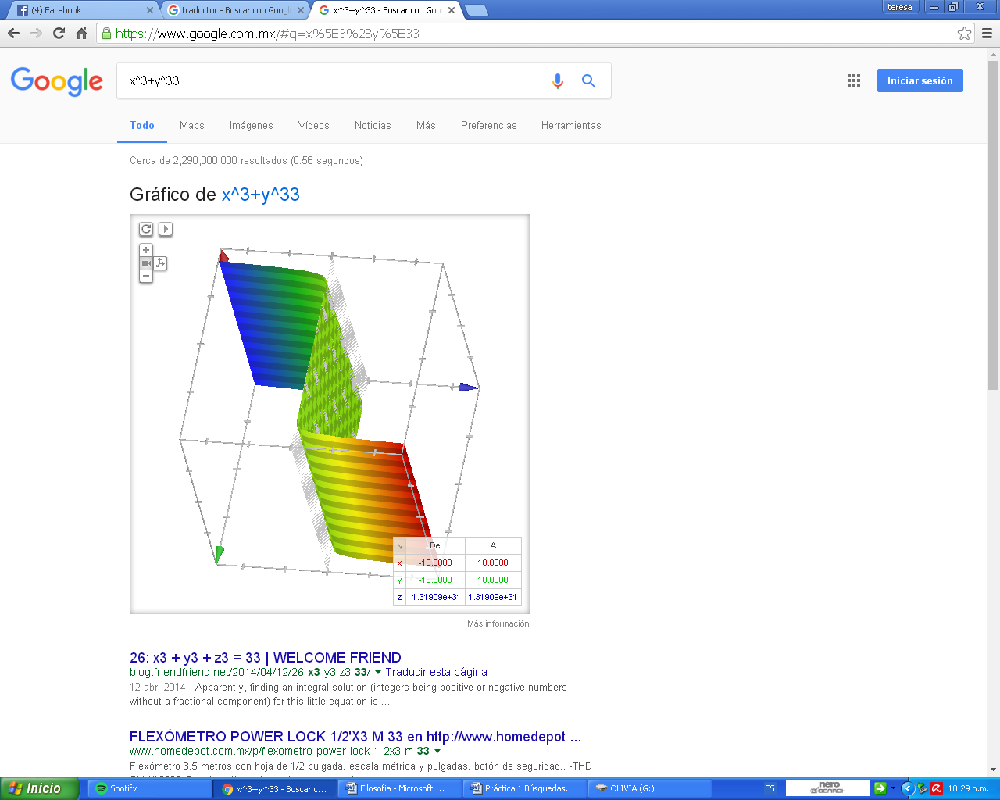 (4) Facebook
traductor - Buscar con Googl
x^3+y^33 - Buscar con Goo
teresa
https://www.google.com.mx/#q=x%5E3%2By%5E33
Google
x^3+y^33
Iniciar sesión
Todo Maps Imágenes Vídeos Noticias Más Preferencias Herramientas
Cerca de 2,290,000,000 resultados (0.56 segundos)
Gráfico de x^3+y^33
De A
x -10.0000 10.0000
y -10.0000 10.0000
z -1.31909e+31 1.31909e+31
Más información
26: x3 + y3 + z3 = 33 | WELCOME FRIEND
blog.friendfriend.net/2014/04/12/26-x3-y3-z3-33/ Traducir esta página
12 abr. 2014 - Apparently, finding an integral solution (integers being positive or negative numbers
without a fractional component) for this little equation is ...
FLEXÓMETRO POWER LOCK 1/2'X3 M 33 en http://www.homedepot ...
www.homedepot.com.mx/p/flexometro-power-lock-1-2x3-m-33
Flexómetro 3.5 metros con hoja de 1/2 pulgada. escala métrica y pulgadas. botón de seguridad.. -THD
Inicio
Spotify
x^3+y^33 - Buscar c...
Filosofia - Microsoft ...
Práctica 1 Búsquedas...
OLIVIA (G:)
ES
nero
SEARCH
10:29 p.m.